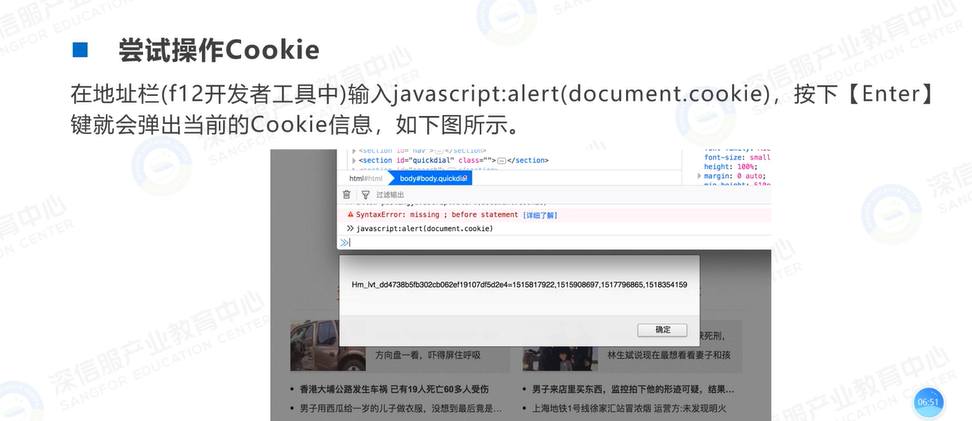 尝试操作Cookie
在地址栏(f12开发者工具中)输入javascript:alert(document.cookie)，按下【Enter】
键就会弹出当前的Cookie信息，如下图所示。
<section id="quickdial" class="">…</section>
font-size: small
height: 100%;
margin: 0 auto;
html#html
body#body.quickdial
过滤输出
SyntaxError: missing ; before statement [详细了解]
javascript:alert(document.cookie)
Hm_lvt_dd4738b5fb302cb062ef19107df5d2e4=1515817922,1515908697,1517796865,1518354159
确定
方向盘一看，吓得屏住呼吸
死刑，
林生斌说现在最想看看妻子和孩
香港大埔公路发生车祸 已有19人死亡60多人受伤
男子来店里买东西，监控拍下他的形迹可疑，结果…
男子用西瓜给一岁的儿子做衣服，没想到最后竟是…
上海地铁1号线徐家汇站冒浓烟 运营方:未发现明火
06:51
深信服产业教育中心
SANGFOR EDUCATION CENTER